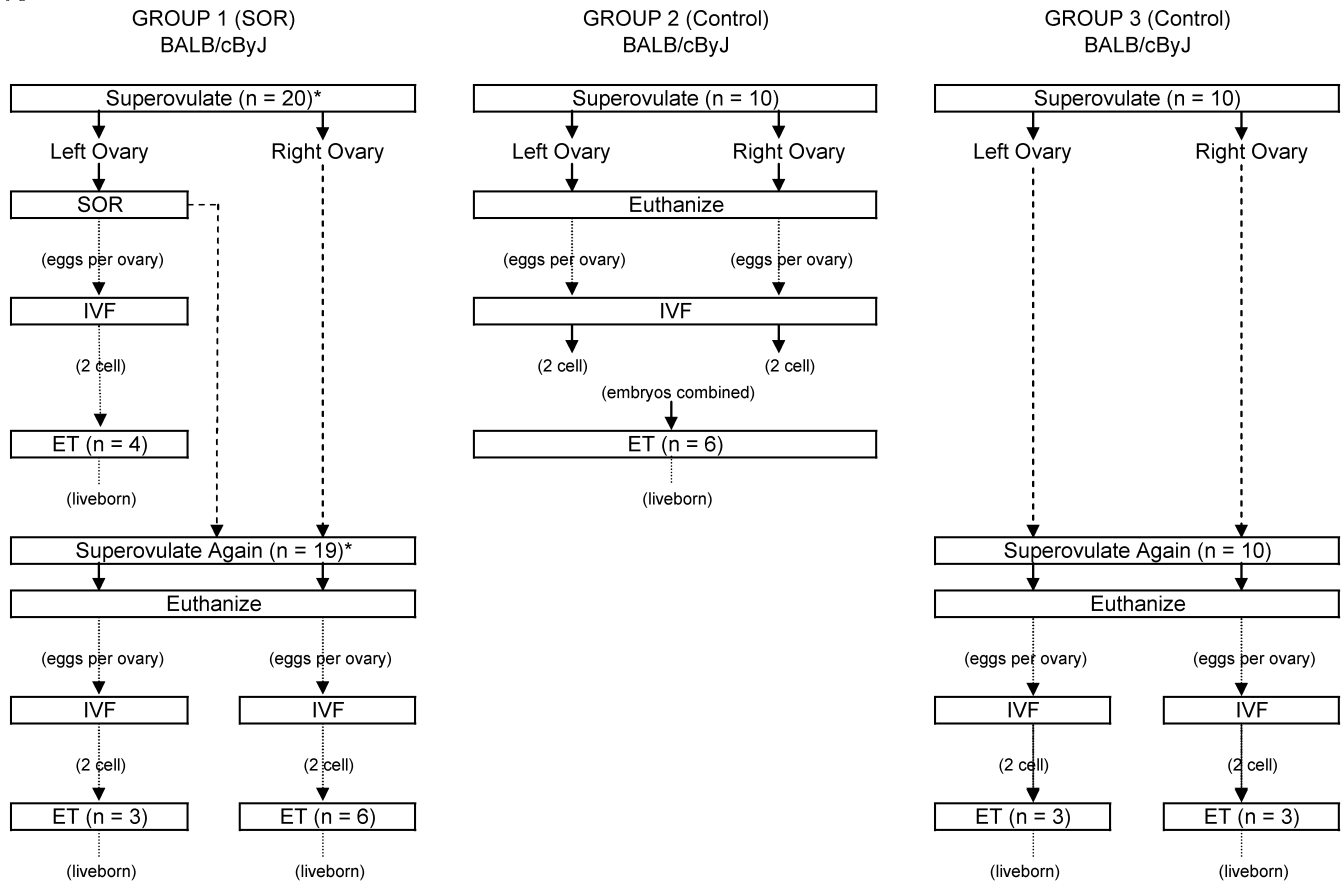 GROUP 1 (SOR)
BALB/cByJ
Superovulate (n = 20)*
Left Ovary
Right Ovary
SOR
(eggs per ovary)
IVF
(2 cell)
ET (n = 4)
(liveborn)
Superovulate Again (n = 19)*
Euthanize
(eggs per ovary)
(eggs per ovary)
IVF
IVF
(2 cell)
(2 cell)
ET (n = 3)
ET (n = 6)
(liveborn)
(liveborn)
GROUP 2 (Control)
BALB/cByJ
Superovulate (n = 10)
Left Ovary
Right Ovary
Euthanize
(eggs per ovary)
(eggs per ovary)
IVF
(2 cell)
(2 cell)
(embryos combined)
ET (n = 6)
(liveborn)
GROUP 3 (Control)
BALB/cByJ
Superovulate (n = 10)
Left Ovary
Right Ovary
Superovulate Again (n = 10)
Euthanize
(eggs per ovary)
(eggs per ovary)
IVF
IVF
(2 cell)
(2 cell)
ET (n = 3)
ET (n = 3)
(liveborn)
(liveborn)